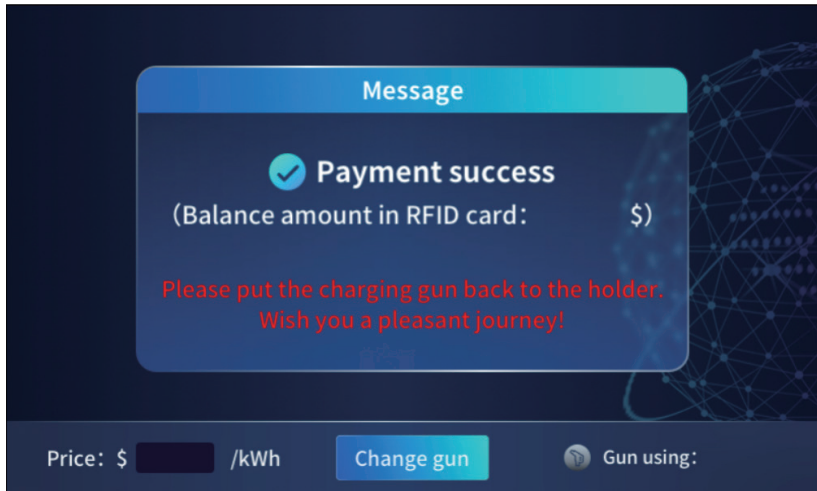 Message
Payment success
(Balance amount in RFID card: $)
Please put the charging gun back to the holder.
Wish you a pleasant journey!
Price: $ /kWh Change gun Gun using: